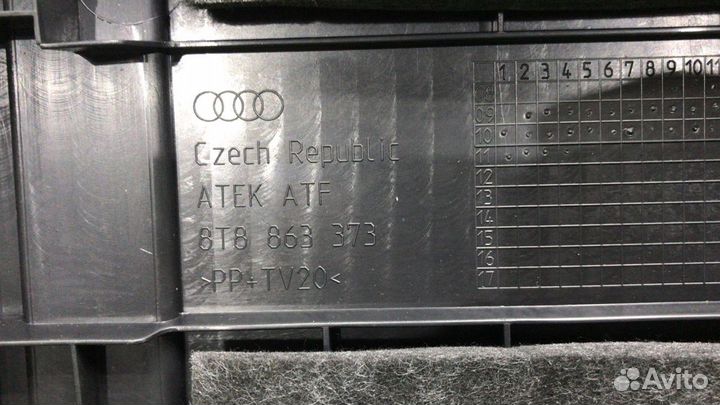 Czech Republic
ATEK ATF
8T8 863 373
>PP+TV20<
1 2 3 4 5 6 7 8 9 10 11
08
09
10
11
12
13
14
15
16
17
Avito